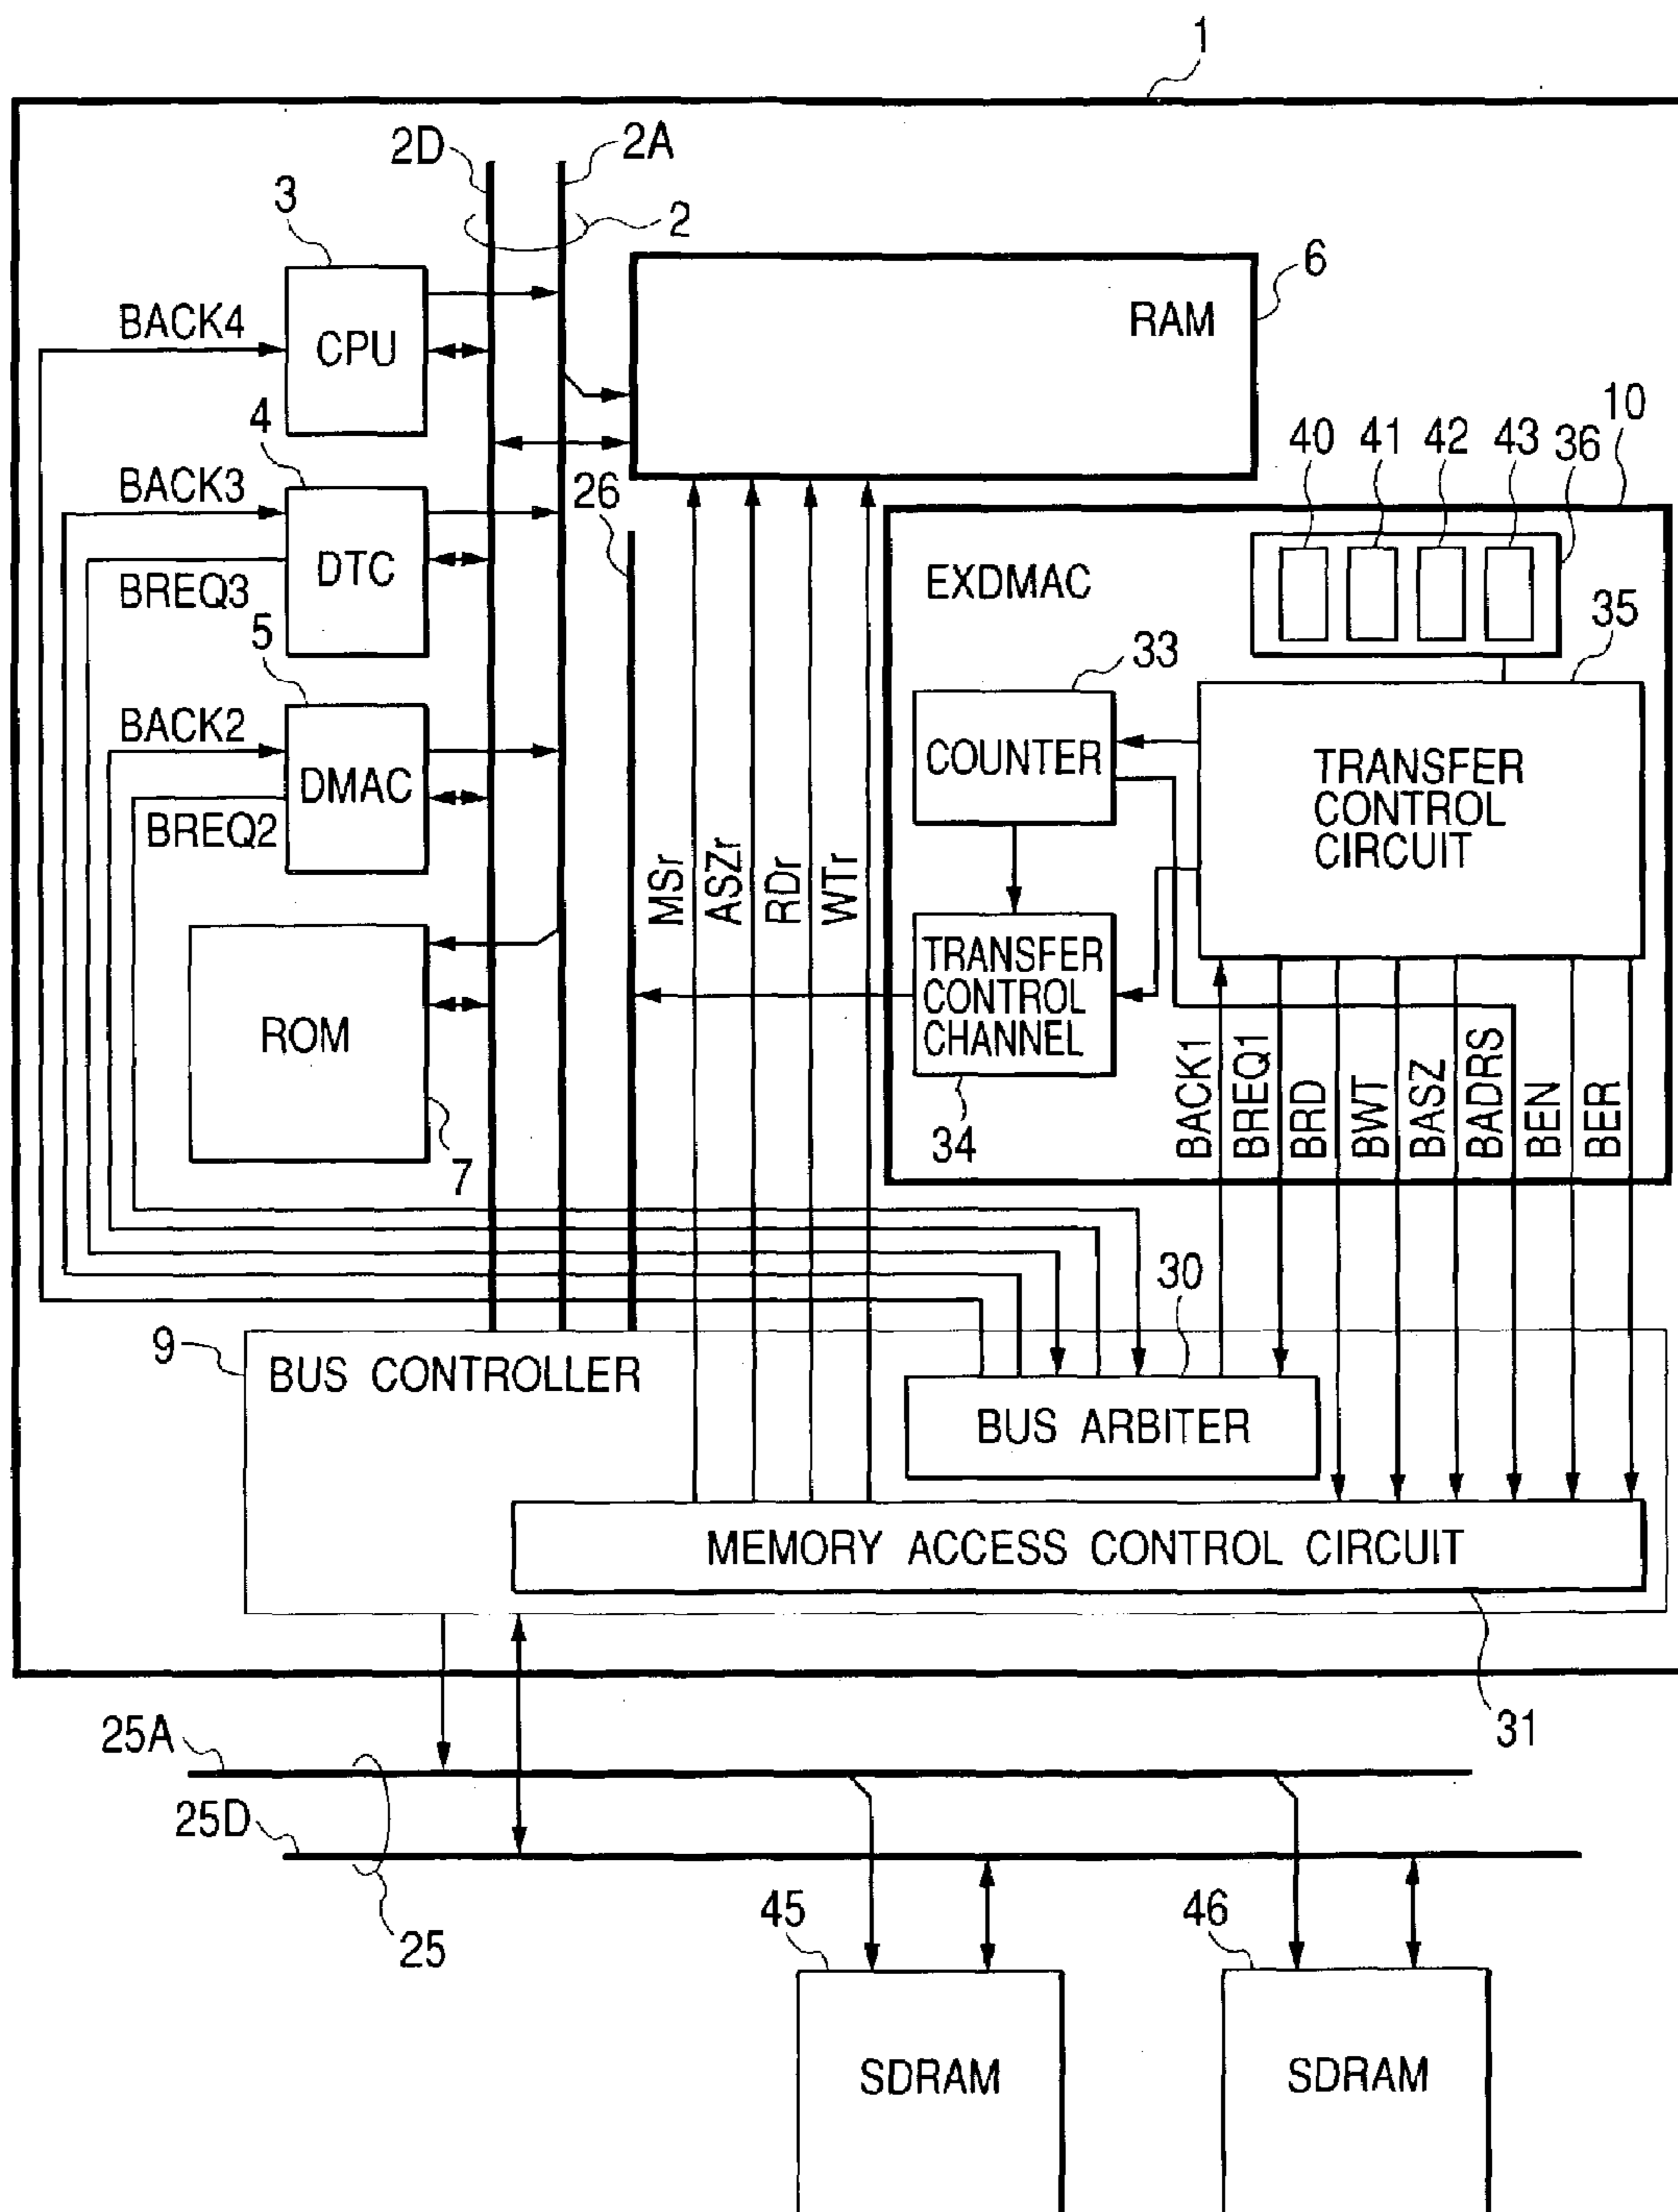 1
2D
2A
3
2
6
RAM
BACK4
CPU
10
4
40
41
42
43
36
BACK3
26
DTC
EXDMAC
BREQ3
35
5
33
BACK2
COUNTER
TRANSFER
CONTROL
CIRCUIT
DMAC
BREQ2
MSr
ASZr
RDr
WTr
TRANSFER
CONTROL
CHANNEL
ROM
BACK1
BREQ1
BRD
BWT
BASZ
BADRS
BEN
BER
34
7
30
9
BUS CONTROLLER
BUS ARBITER
MEMORY ACCESS CONTROL CIRCUIT
31
25A
25D
25
45
46
SDRAM
SDRAM